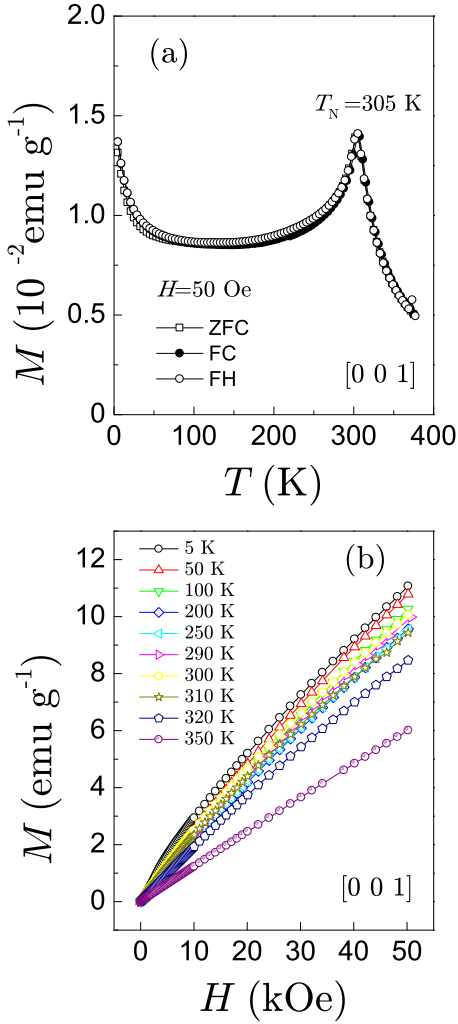 2.0
(a)
T_N=305 K
1.5
1.0
M (10^-2 emu g^-1)
H=50 Oe
ZFC
0.5
FC
FH
[0 0 1]
0
0 100 200 300 400
T (K)
12
5 K
(b)
50 K
10
100 K
200 K
8
250 K
290 K
6
300 K
310 K
4
320 K
350 K
M (emu g^-1)
2
[0 0 1]
0
0 10 20 30 40 50
H (kOe)